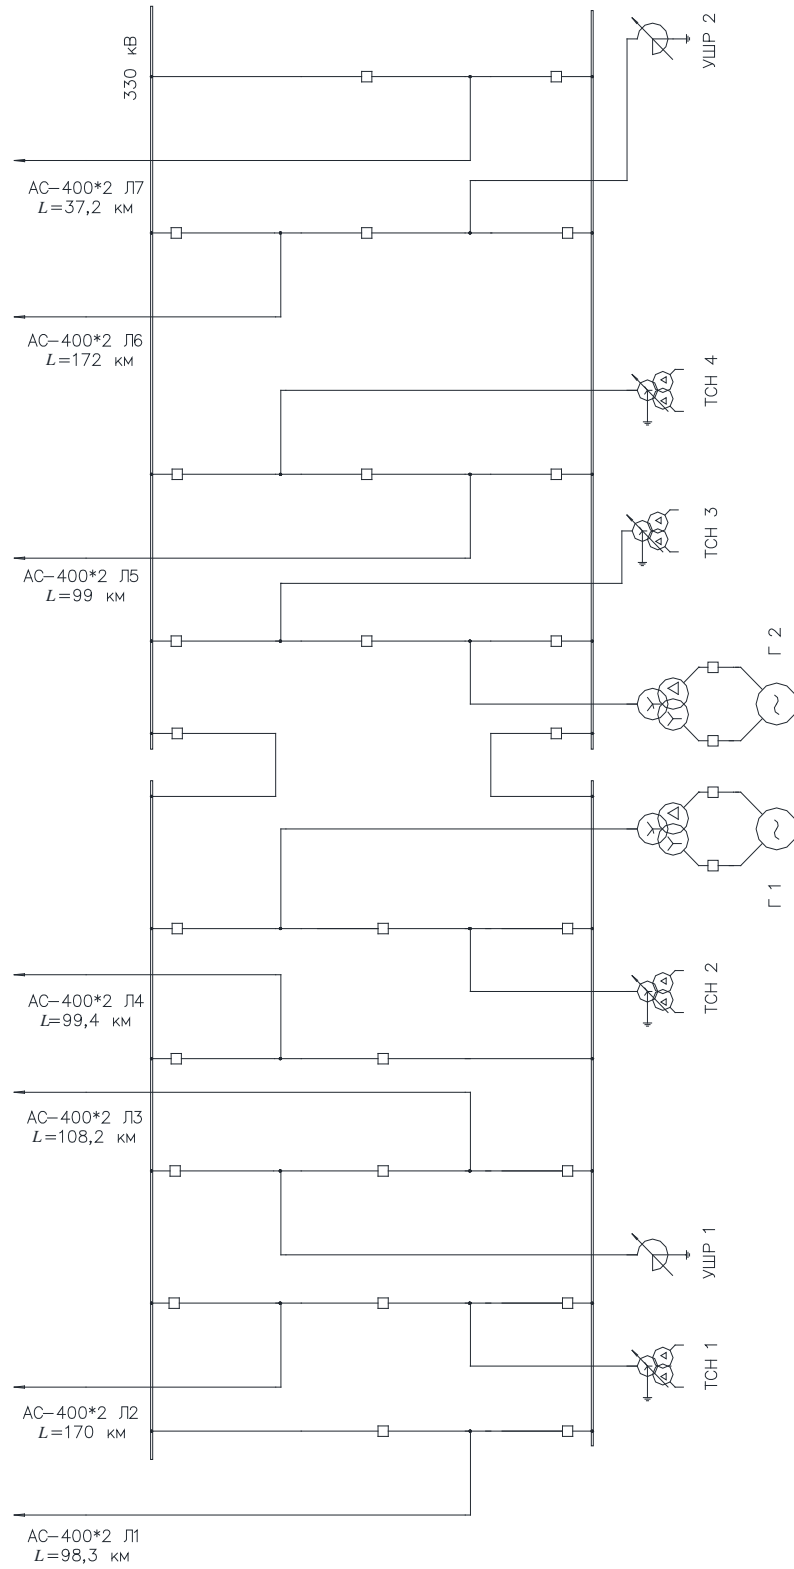 330 кВ
УШР 2
АС-400*2 Л7
L=37,2 км
АС-400*2 Л6
L=172 км
ТСН 4
ТСН 3
АС-400*2 Л5
L=99 км
Г 2
Г 1
ТСН 2
АС-400*2 Л4
L=99,4 км
АС-400*2 Л3
L=108,2 км
УШР 1
ТСН 1
АС-400*2 Л2
L=170 км
АС-400*2 Л1
L=98,3 км